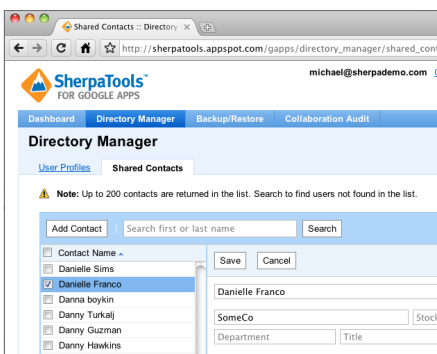 Shared Contacts :: Directory
http://sherpatools.appspot.com/gapps/directory_manager/shared_cont
michael@sherpademo.com
SherpaTools™
FOR GOOGLE APPS
Dashboard Directory Manager Backup/Restore Collaboration Audit
Directory Manager
User Profiles Shared Contacts
Note: Up to 200 contacts are returned in the list. Search to find users not found in the list.
Add Contact Search first or last name Search
Contact Name
Save Cancel
Danielle Sims
Danielle Franco
Danna boykin
Danny Turkalj
Danny Guzman
Danny Hawkins
Danielle Franco
SomeCo Stock
Department Title